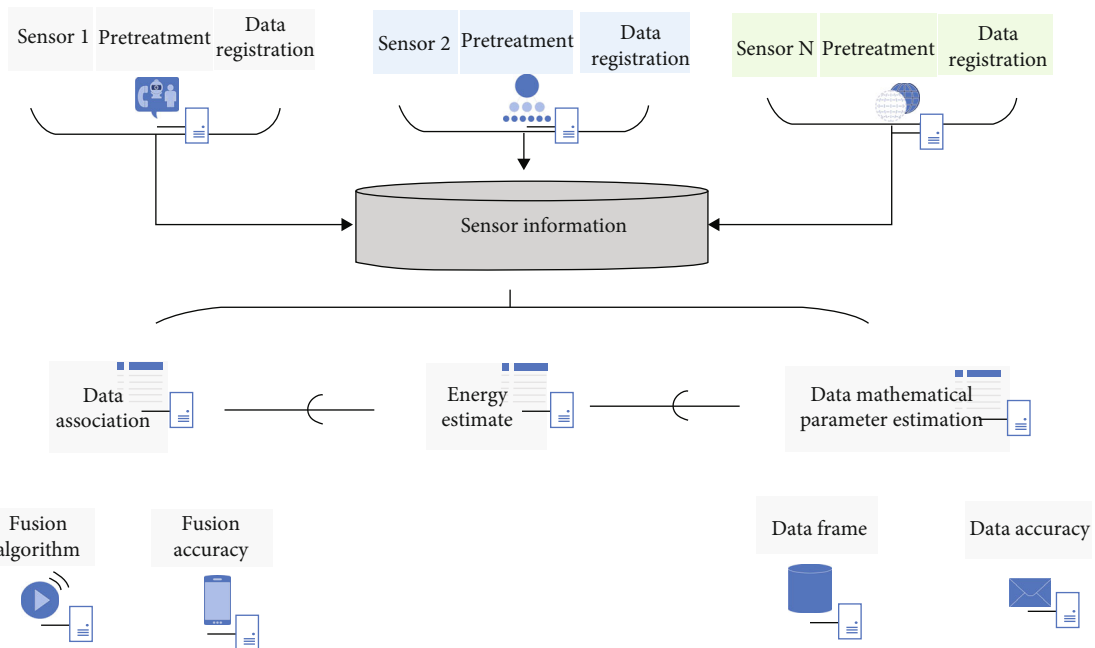 Sensor 1
Pretreatment
Data
registration
Sensor 2
Pretreatment
Data
registration
Sensor N
Pretreatment
Data
registration
Sensor information
Data
association
Energy
estimate
Data mathematical
parameter estimation
Fusion
algorithm
Fusion
accuracy
Data frame
Data accuracy